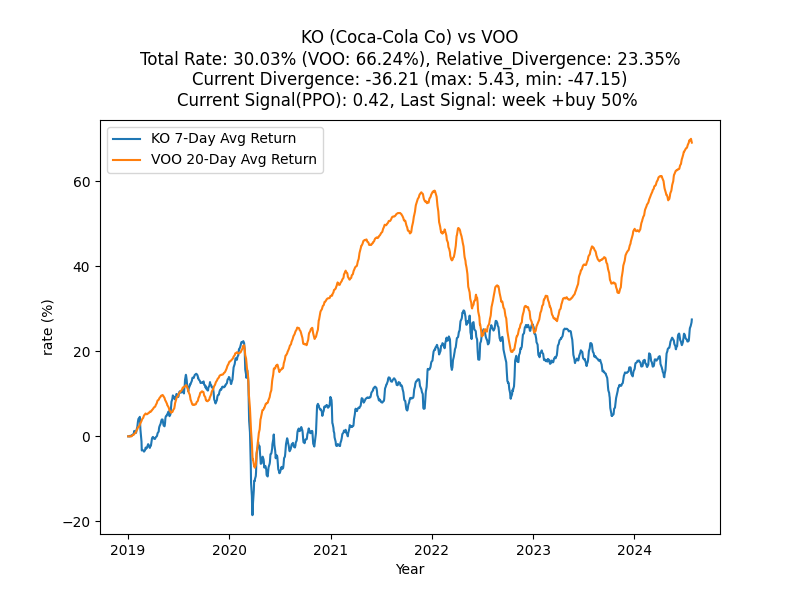 KO (Coca-Cola Co) vs VOO
Total Rate: 30.03% (VOO: 66.24%), Relative_Divergence: 23.35%
Current Divergence: -36.21 (max: 5.43, min: -47.15)
Current Signal(PPO): 0.42, Last Signal: week +buy 50%
KO 7-Day Avg Return
VOO 20-Day Avg Return
rate (%)
60
40
20
0
−20
2019
2020
2021
2022
2023
2024
Year